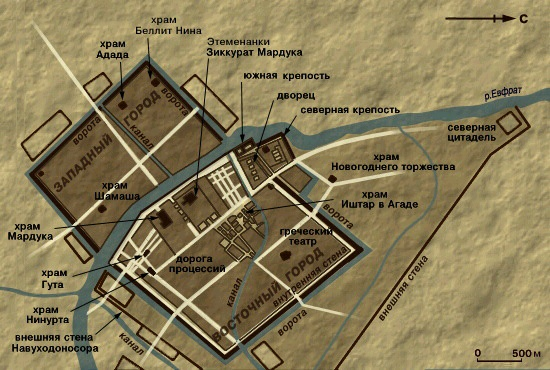 храм
Беллит Нина
С
храм
Адада
Этеменанки
Зиккурат Мардука
южная крепость
дворец
северная крепость
р.Евфрат
северная
цитадель
ворота
ворота
канал
ЗАПАДНЫЙ ГОРОД
храм
Новогоднего торжества
храм
Шамаша
храм
Иштар в Агаде
ворота
храм
Мардука
греческий
театр
дорога
процессий
храм
Гута
канал
ВОСТОЧНЫЙ ГОРОД
внутренняя стена
внешняя стена
храм
Нинурта
ворота
внешняя стена
Навуходоносора
канал
0 500 м